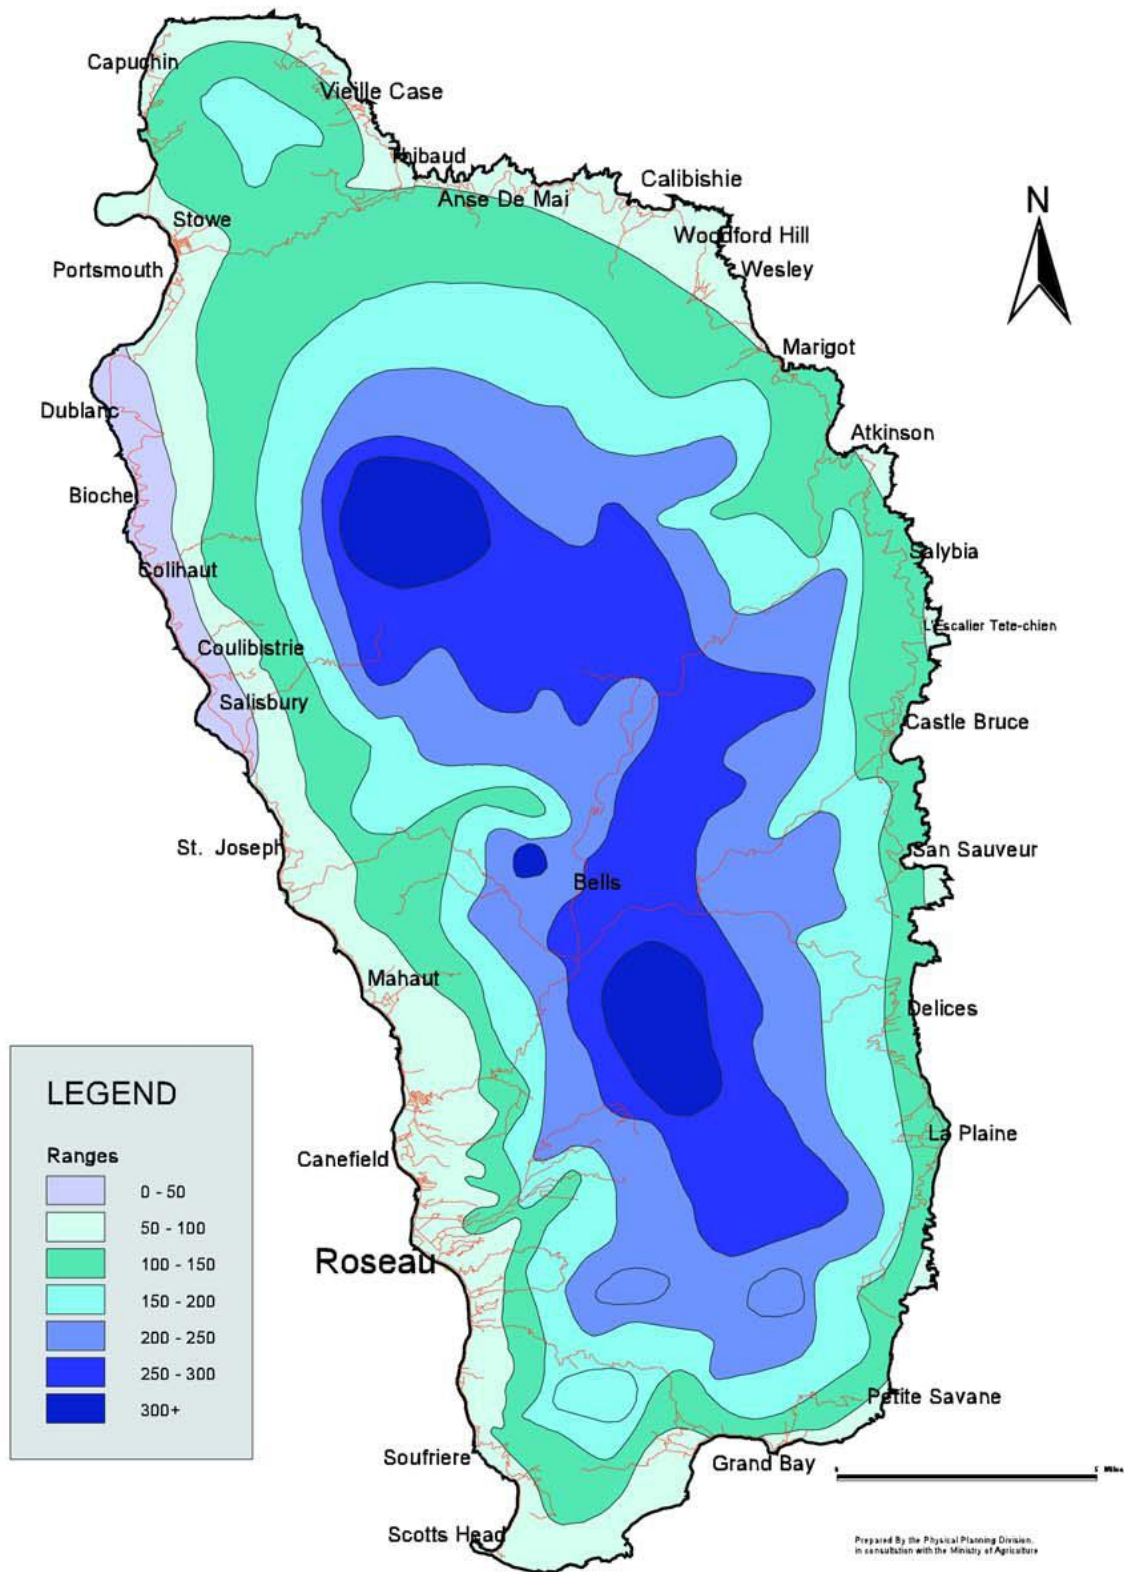 Capuchin
Vieille Case
Thibaud
Calibishie
Anse De Mai
N
Stowe
Woodford Hill
Portsmouth
Wesley
Marigot
Dublanc
Atkinson
Bioche
Salybia
Colihaut
L'Escalier Tete-chien
Coulibistrie
Salisbury
Castle Bruce
St. Joseph
San Sauveur
Bells
Mahaut
Delices
LEGEND
Ranges
0 - 50
50 - 100
100 - 150
150 - 200
200 - 250
250 - 300
300+
La Plaine
Canefield
Roseau
Petite Savane
Soufriere
Grand Bay
5 Miles
Scotts Head
Prepared By the Physical Planning Division,
in consultation with the Ministry of Agriculture